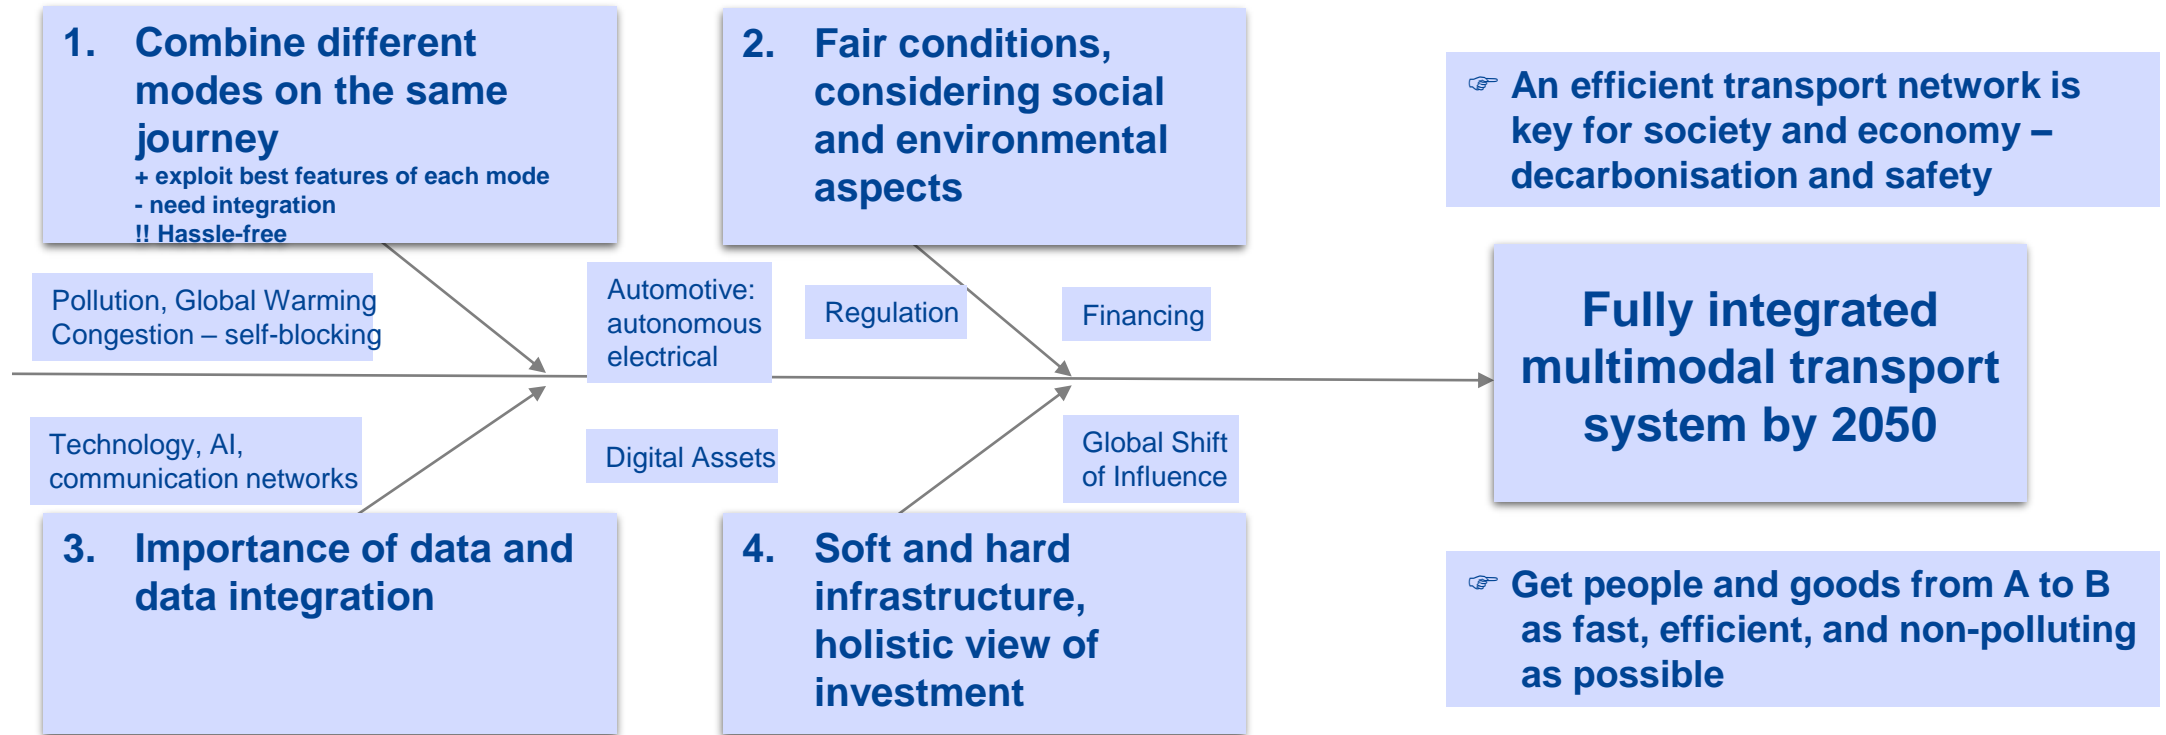 1. Combine different
modes on the same
journey
+ exploit best features of each mode
- need integration
!! Hassle-free
2. Fair conditions,
considering social
and environmental
aspects
☞ An efficient transport network is
key for society and economy –
decarbonisation and safety
Pollution, Global Warming
Congestion – self-blocking
Automotive:
autonomous
electrical
Regulation
Financing
Fully integrated
multimodal transport
system by 2050
Technology, AI,
communication networks
Digital Assets
Global Shift
of Influence
3. Importance of data and
data integration
4. Soft and hard
infrastructure,
holistic view of
investment
☞ Get people and goods from A to B
as fast, efficient, and non-polluting
as possible